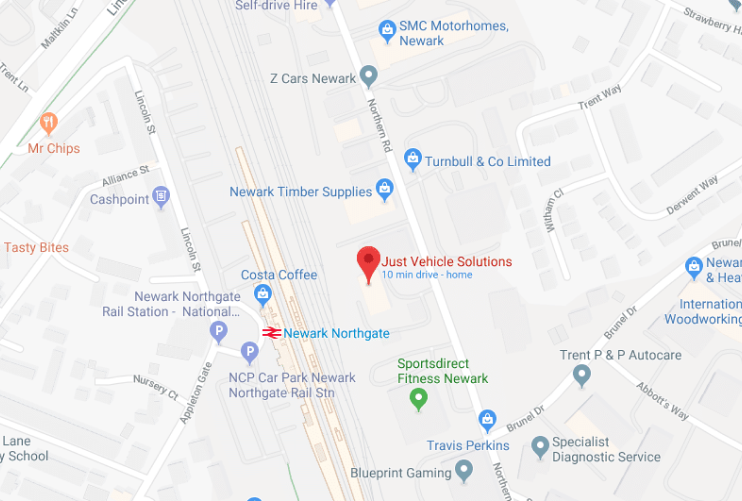 Self-drive Hire
Maltkiln Ln
SMC Motorhomes,
Newark
Strawberry
Z Cars Newark
Trent Ln
Lincoln St
Northern Rd
Trent Way
Mr Chips
Turnbull & Co Limited
Alliance St
Newark Timber Supplies
Cashpoint
Witham Cl
Derwent Way
Lincoln St
Tasty Bites
Brunel
Just Vehicle Solutions
10 min drive - home
Costa Coffee
Newark Northgate
Rail Station - National...
Newark Northgate
Brunel Dr
Trent P & P Autocare
Sportsdirect
Fitness Newark
NCP Car Park Newark
Northgate Rail Stn
Nursery Ct
Appleton Gate
Abbott's Way
Brunel Dr
Travis Perkins
Lane
y School
Specialist
Diagnostic Service
Blueprint Gaming
Northern
Newar
& Hea
Internation
Woodworking